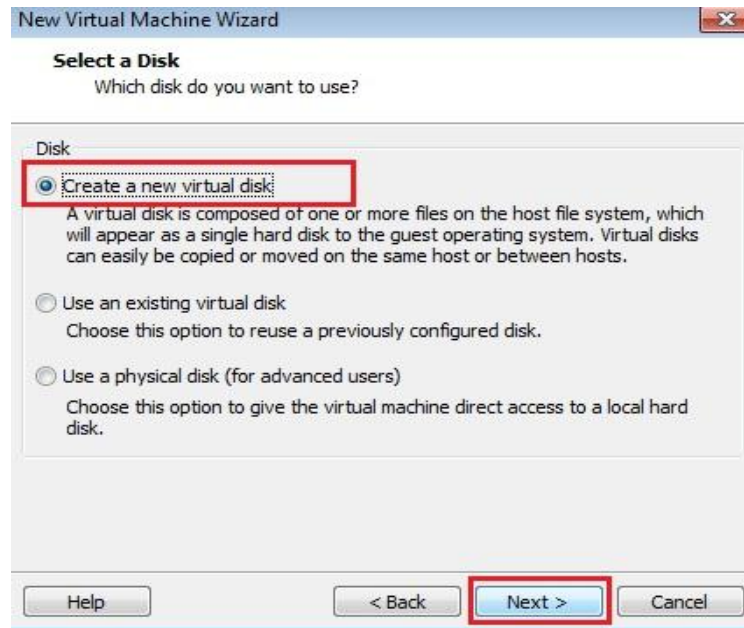 New Virtual Machine Wizard
Select a Disk
Which disk do you want to use?
Disk
Create a new virtual disk
A virtual disk is composed of one or more files on the host file system, which
will appear as a single hard disk to the guest operating system. Virtual disks
can easily be copied or moved on the same host or between hosts.
Use an existing virtual disk
Choose this option to reuse a previously configured disk.
Use a physical disk (for advanced users)
Choose this option to give the virtual machine direct access to a local hard
disk.
Help < Back Next > Cancel